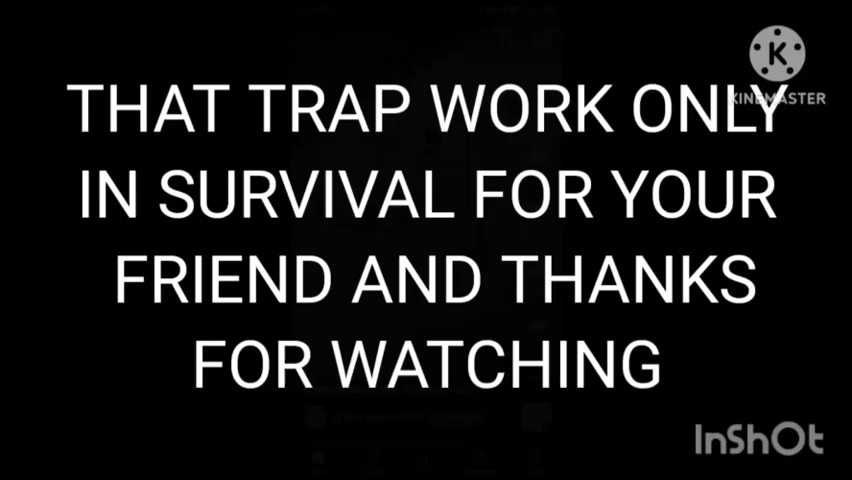 K
KINEMASTER
THAT TRAP WORK ONLY
IN SURVIVAL FOR YOUR
FRIEND AND THANKS
FOR WATCHING
InShOt